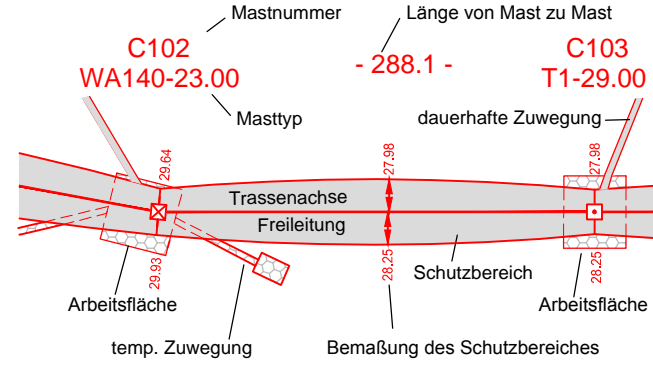 Mastnummer
Länge von Mast zu Mast
C102
WA140-23.00
- 288.1 -
C103
T1-29.00
Masttyp
dauerhafte Zuwegung
29.64
27.98
27.98
Trassenachse
Freileitung
29.93
28.25
28.25
Schutzbereich
Arbeitsfläche
Arbeitsfläche
temp. Zuwegung
Bemaßung des Schutzbereiches